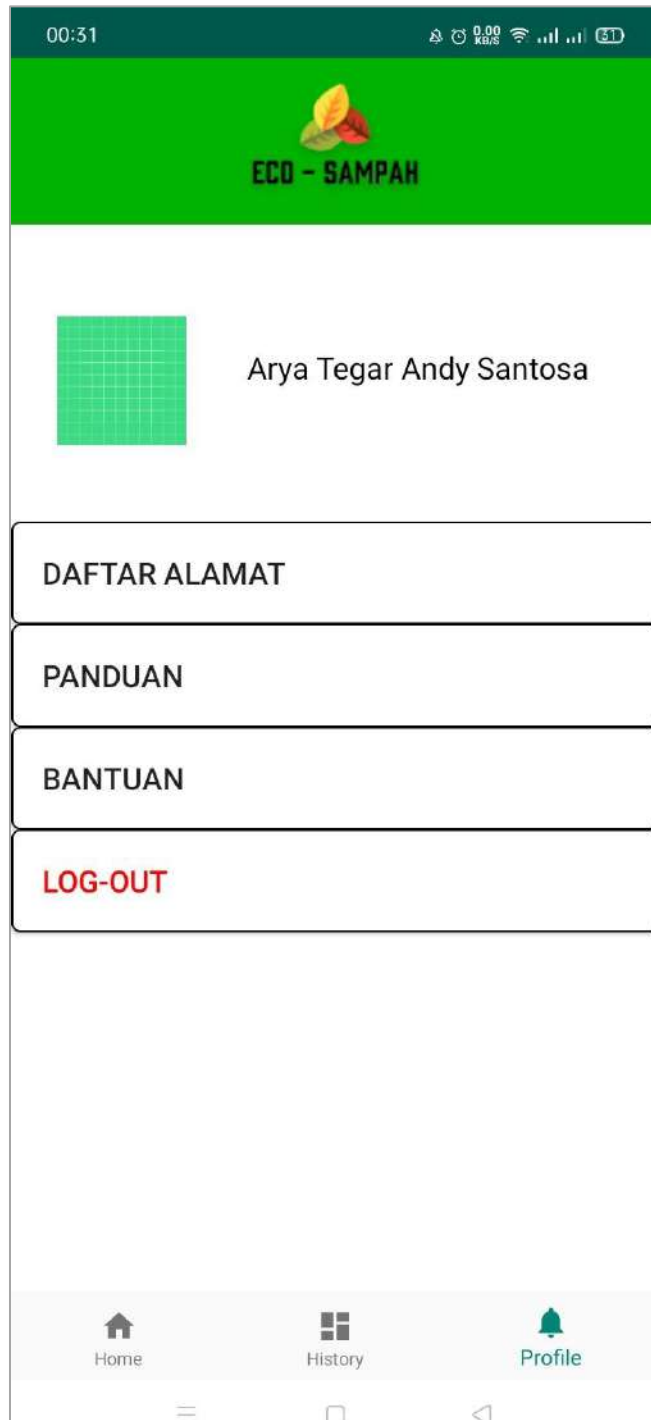 00:31
0.00
KB/S
31
ECO - SAMPAH
Arya Tegar Andy Santosa
DAFTAR ALAMAT
PANDUAN
BANTUAN
LOG-OUT
Home
History
Profile